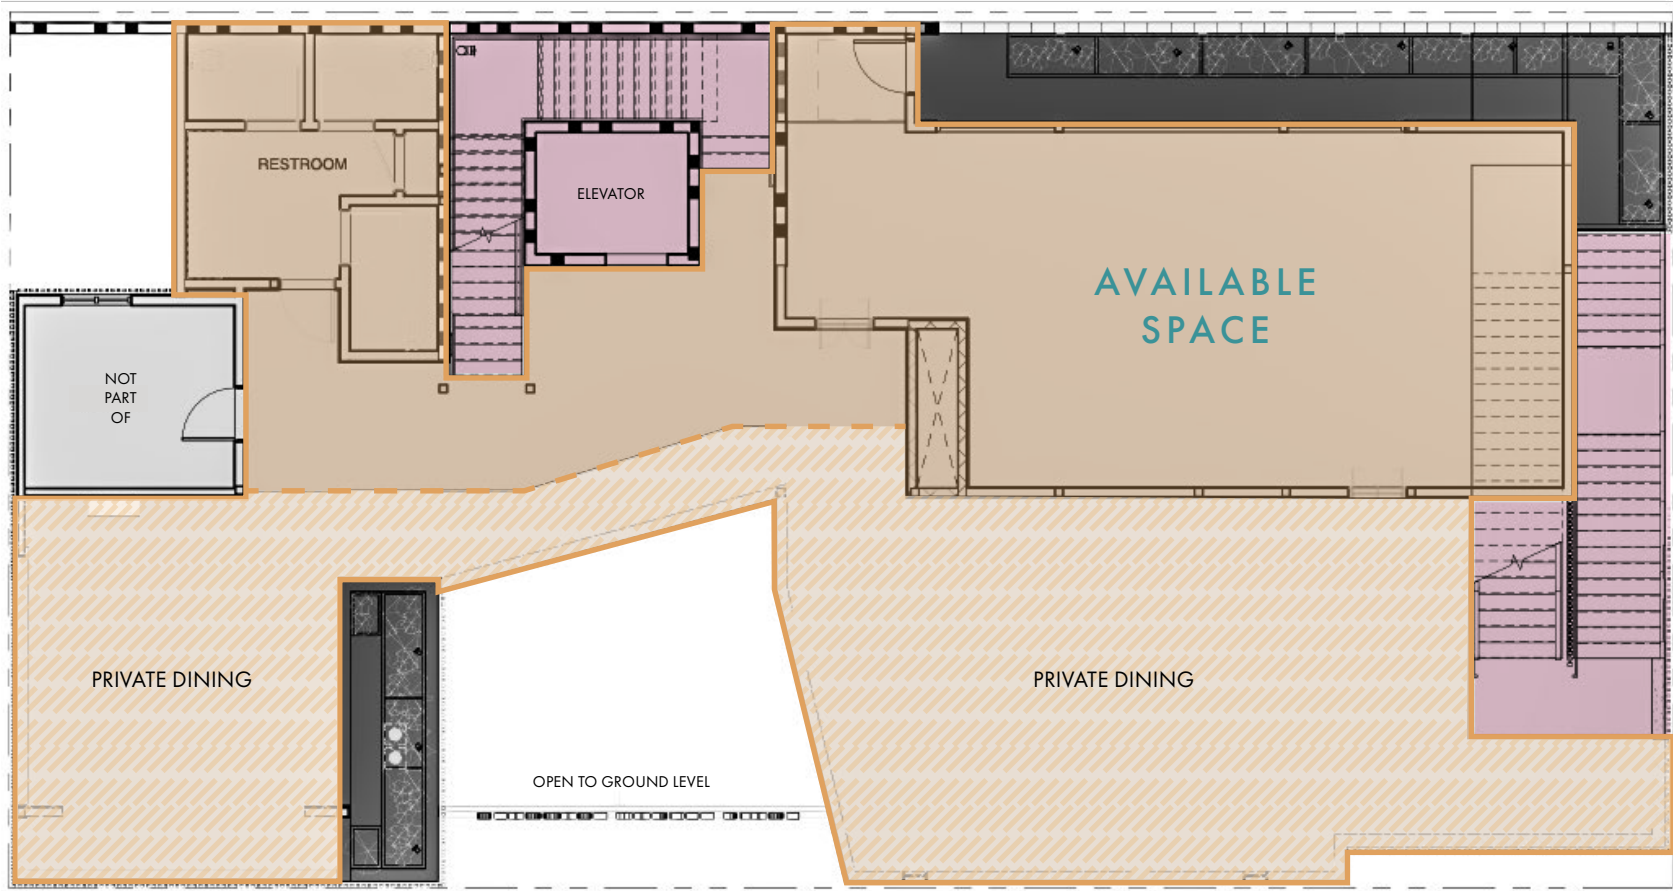 RESTROOM
ELEVATOR
AVAILABLE
SPACE
NOT
PART
OF
PRIVATE DINING
PRIVATE DINING
OPEN TO GROUND LEVEL